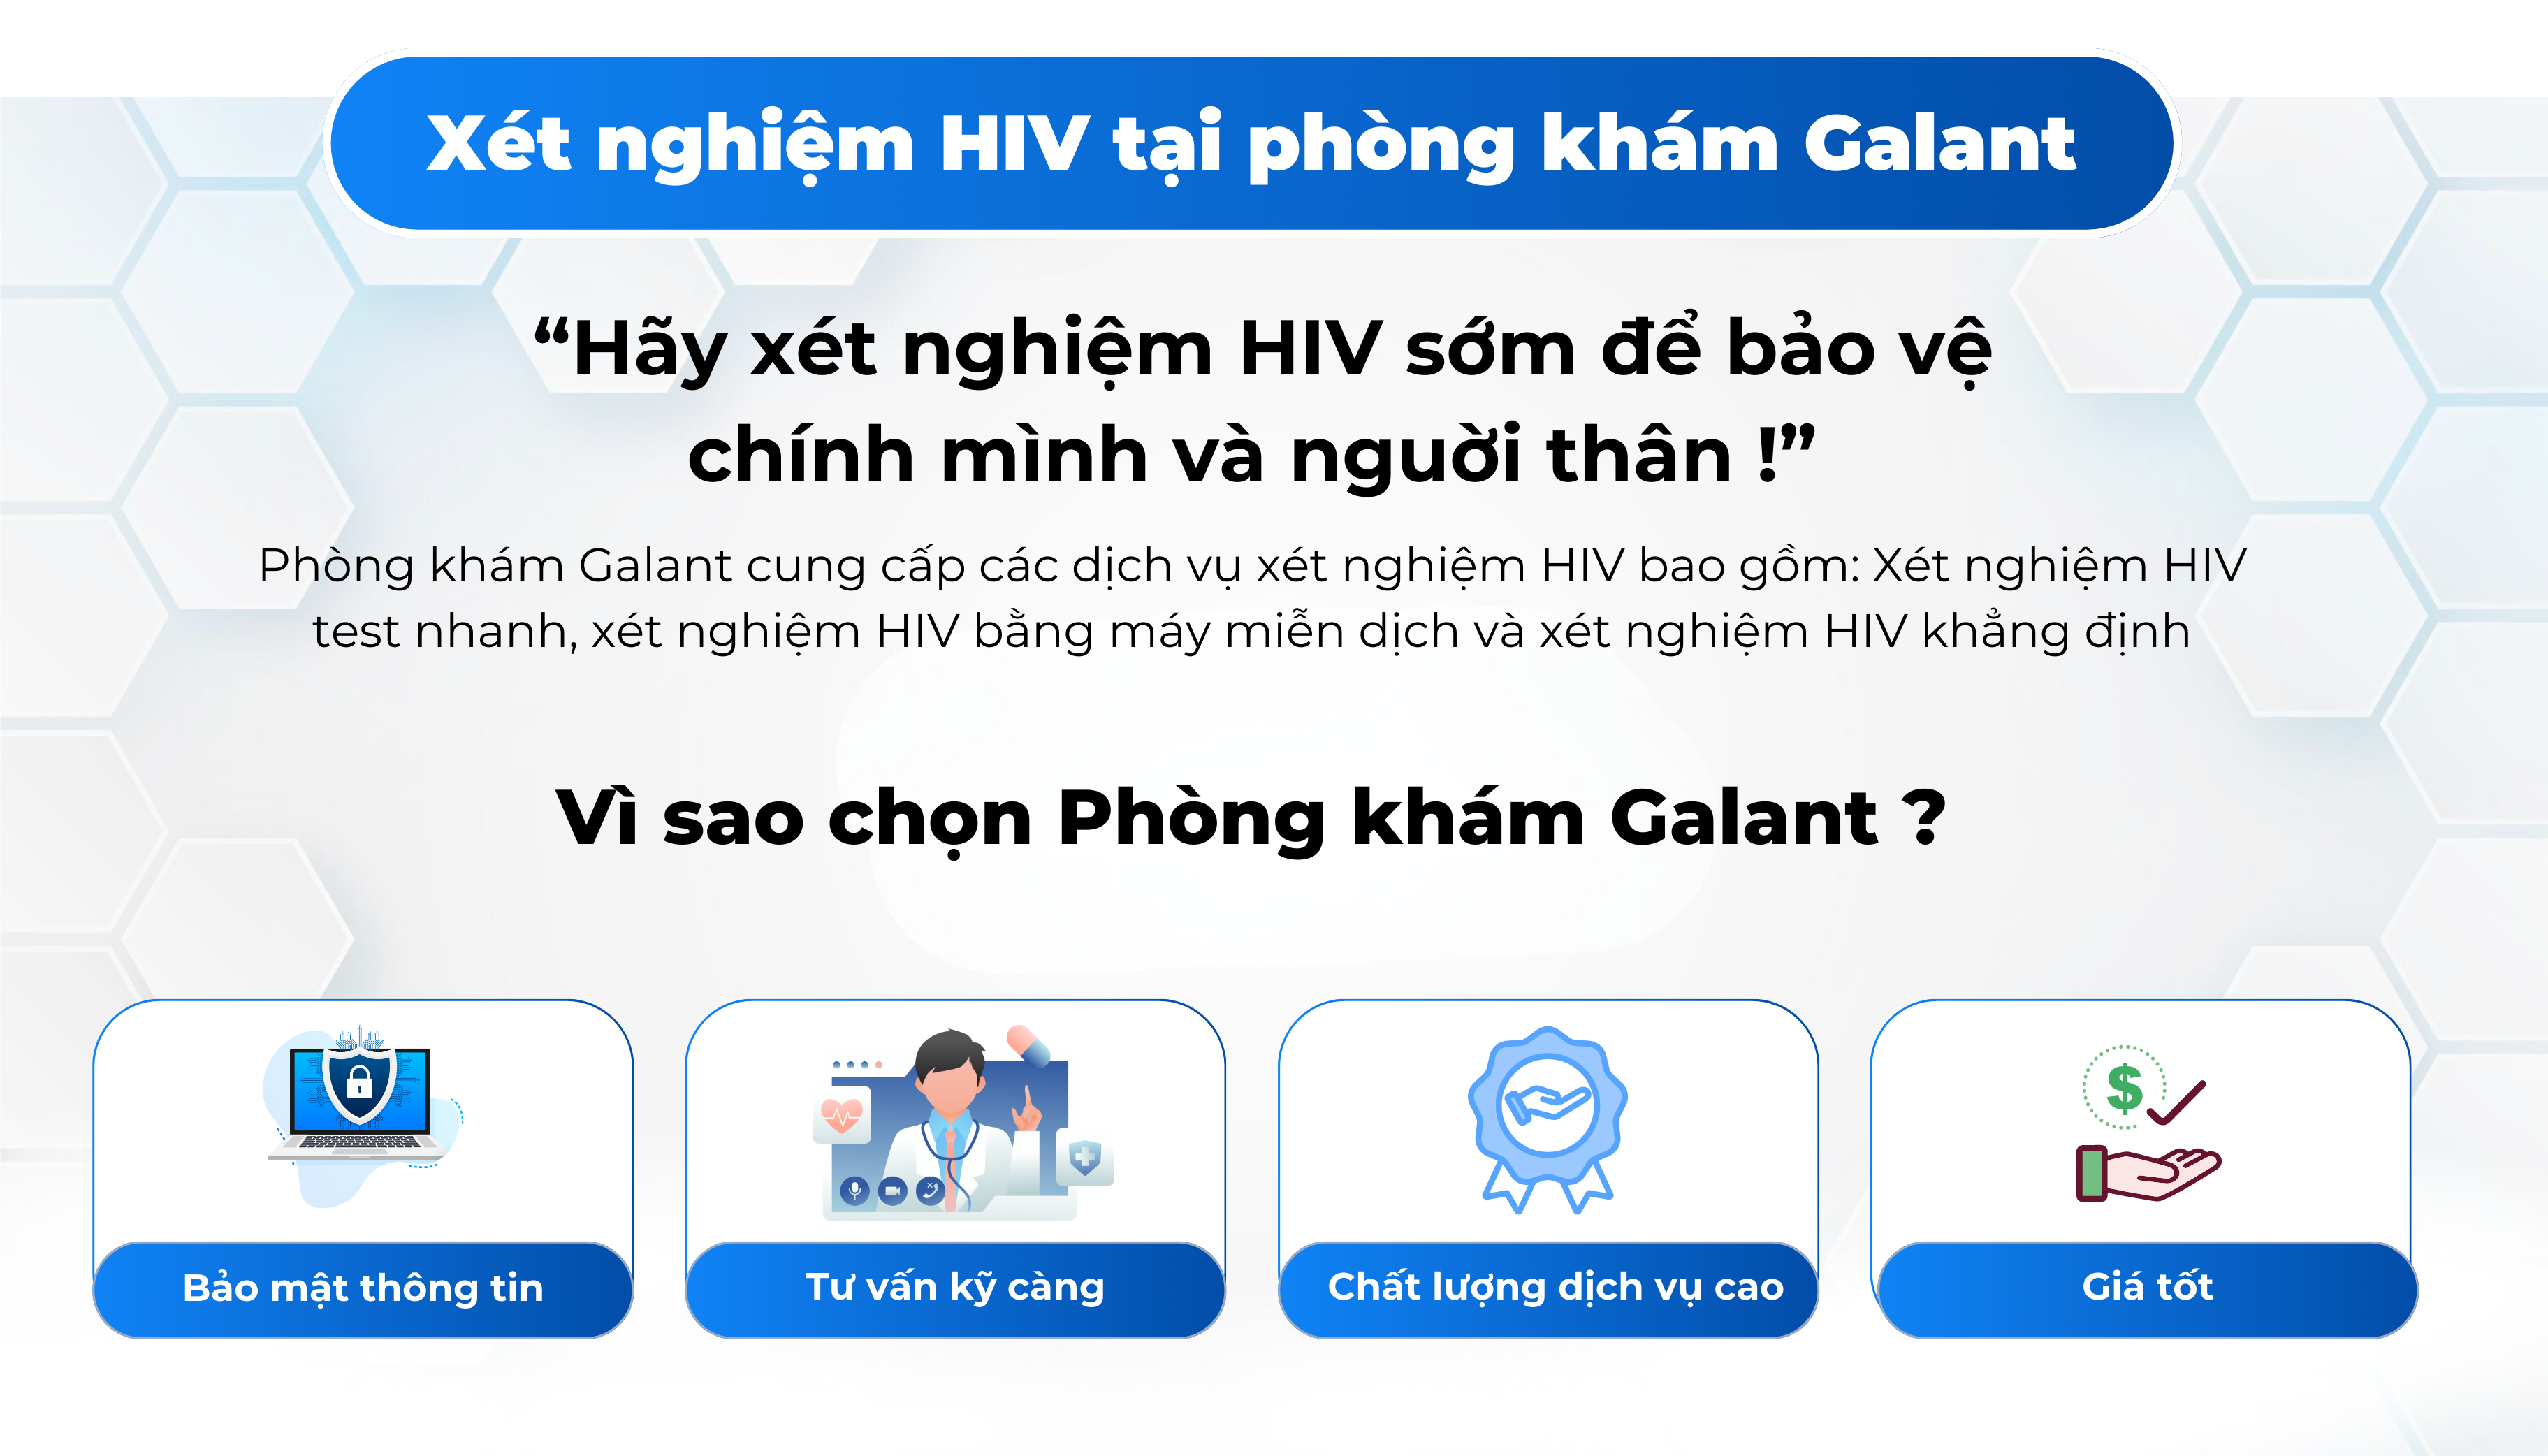 Xét nghiệm HIV tại phòng khám Galant
“Hãy xét nghiệm HIV sớm để bảo vệ
chính mình và nguời thân !”
Phòng khám Galant cung cấp các dịch vụ xét nghiệm HIV bao gồm: Xét nghiệm HIV
test nhanh, xét nghiệm HIV bằng máy miễn dịch và xét nghiệm HIV khẳng định
Vì sao chọn Phòng khám Galant ?
Bảo mật thông tin
Tư vấn kỹ càng
Chất lượng dịch vụ cao
Giá tốt